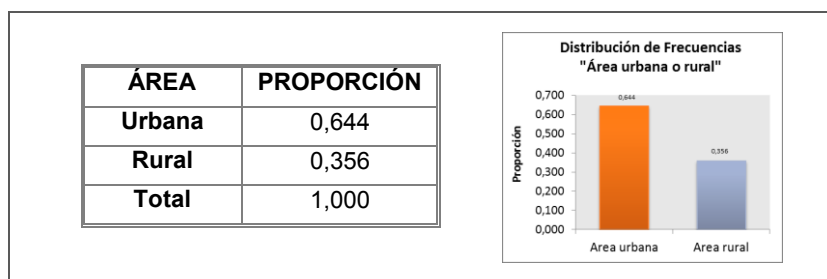 ÁREA PROPORCIÓN
Urbana 0,644
Rural 0,356
Total 1,000
Distribución de Frecuencias
"Área urbana o rural"
Proporción
0,700
0,600
0,500
0,400
0,300
0,200
0,100
0,000
0,644
0,356
Area urbana Area rural